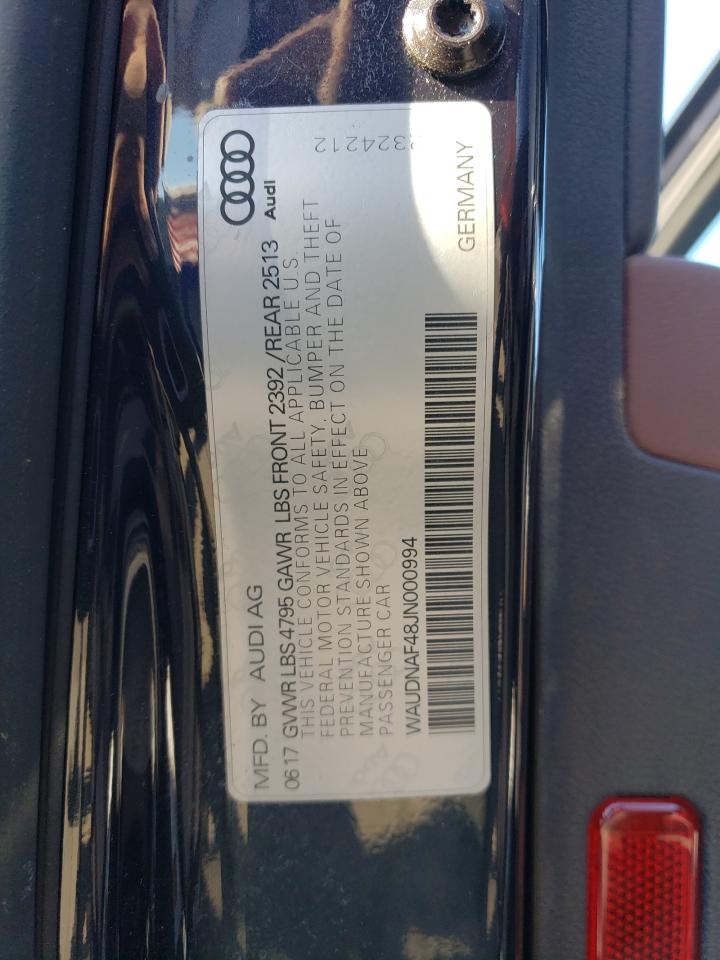 MFD. BY AUDI AG
Audi
0617 GVWR LBS 4795 GAWR LBS FRONT 2392 /REAR 2513
THIS VEHICLE CONFORMS TO ALL APPLICABLE U.S.
FEDERAL MOTOR VEHICLE SAFETY, BUMPER AND THEFT
PREVENTION STANDARDS IN EFFECT ON THE DATE OF
MANUFACTURE SHOWN ABOVE
PASSENGER CAR
WAUDNAF48JN000994
GERMANY